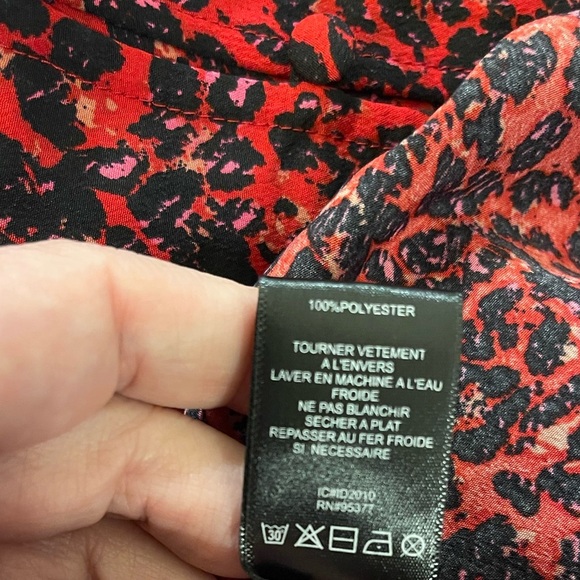 100%POLYESTER
TOURNER VETEMENT
A L'ENVERS
LAVER EN MACHINE A L'EAU
FROIDE
NE PAS BLANCHIR
SECHER A PLAT
REPASSER AU FER FROIDE
SI NECESSAIRE
IC#ID2010
RN#95377
30